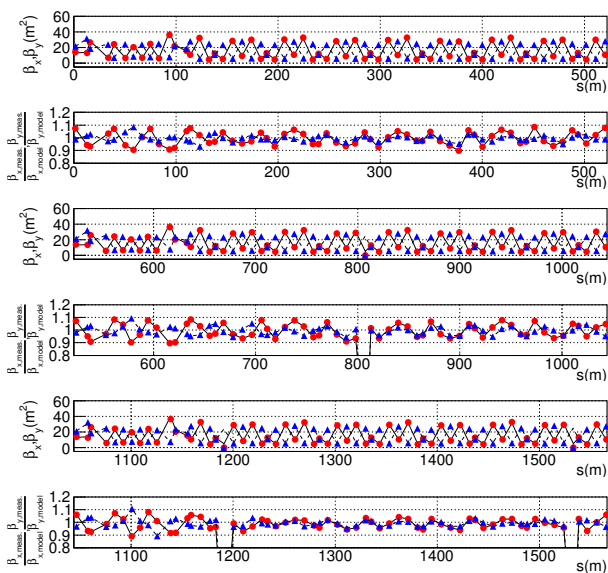 βx,βy(m²)
60
40
20
0
0 100 200 300 400 500
s(m)
βx,meas. βy,meas.
βx,model βy,model
1.2
1.1
1
0.9
0.8
0 100 200 300 400 500
s(m)
βx,βy(m²)
60
40
20
0
600 700 800 900 1000
s(m)
βx,meas. βy,meas.
βx,model βy,model
1.2
1.1
1
0.9
0.8
600 700 800 900 1000
s(m)
βx,βy(m²)
60
40
20
0
1100 1200 1300 1400 1500
s(m)
βx,meas. βy,meas.
βx,model βy,model
1.2
1.1
1
0.9
0.8
1100 1200 1300 1400 1500
s(m)